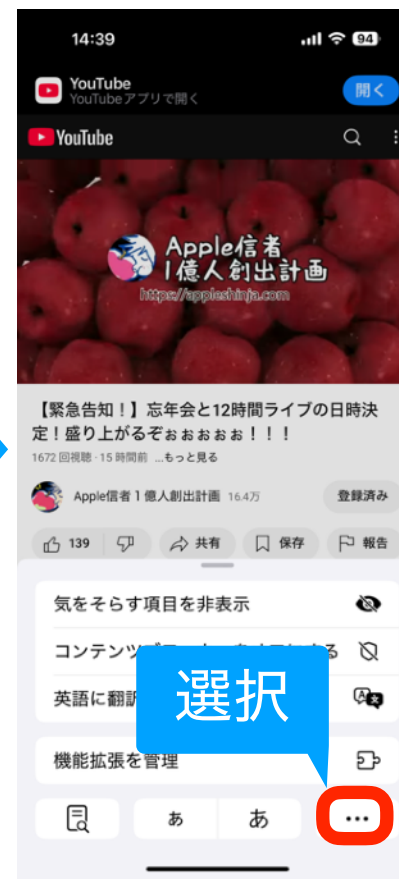 14:39
94
YouTube
YouTubeアプリで開く
開く
YouTube
Apple信者
1億人創出計画
https://appleshinja.com
【緊急告知！】忘年会と12時間ライブの日時決
定！盛り上がるぞぉぉぉぉぉ！！！
1672 回視聴・15 時間前 ...もっと見る
Apple信者１億人創出計画 16.4万
登録済み
139
共有
保存
報告
気をそらす項目を非表示
コンテンツ
る
英語に翻訳
選択
機能拡張を管理
あ
あ